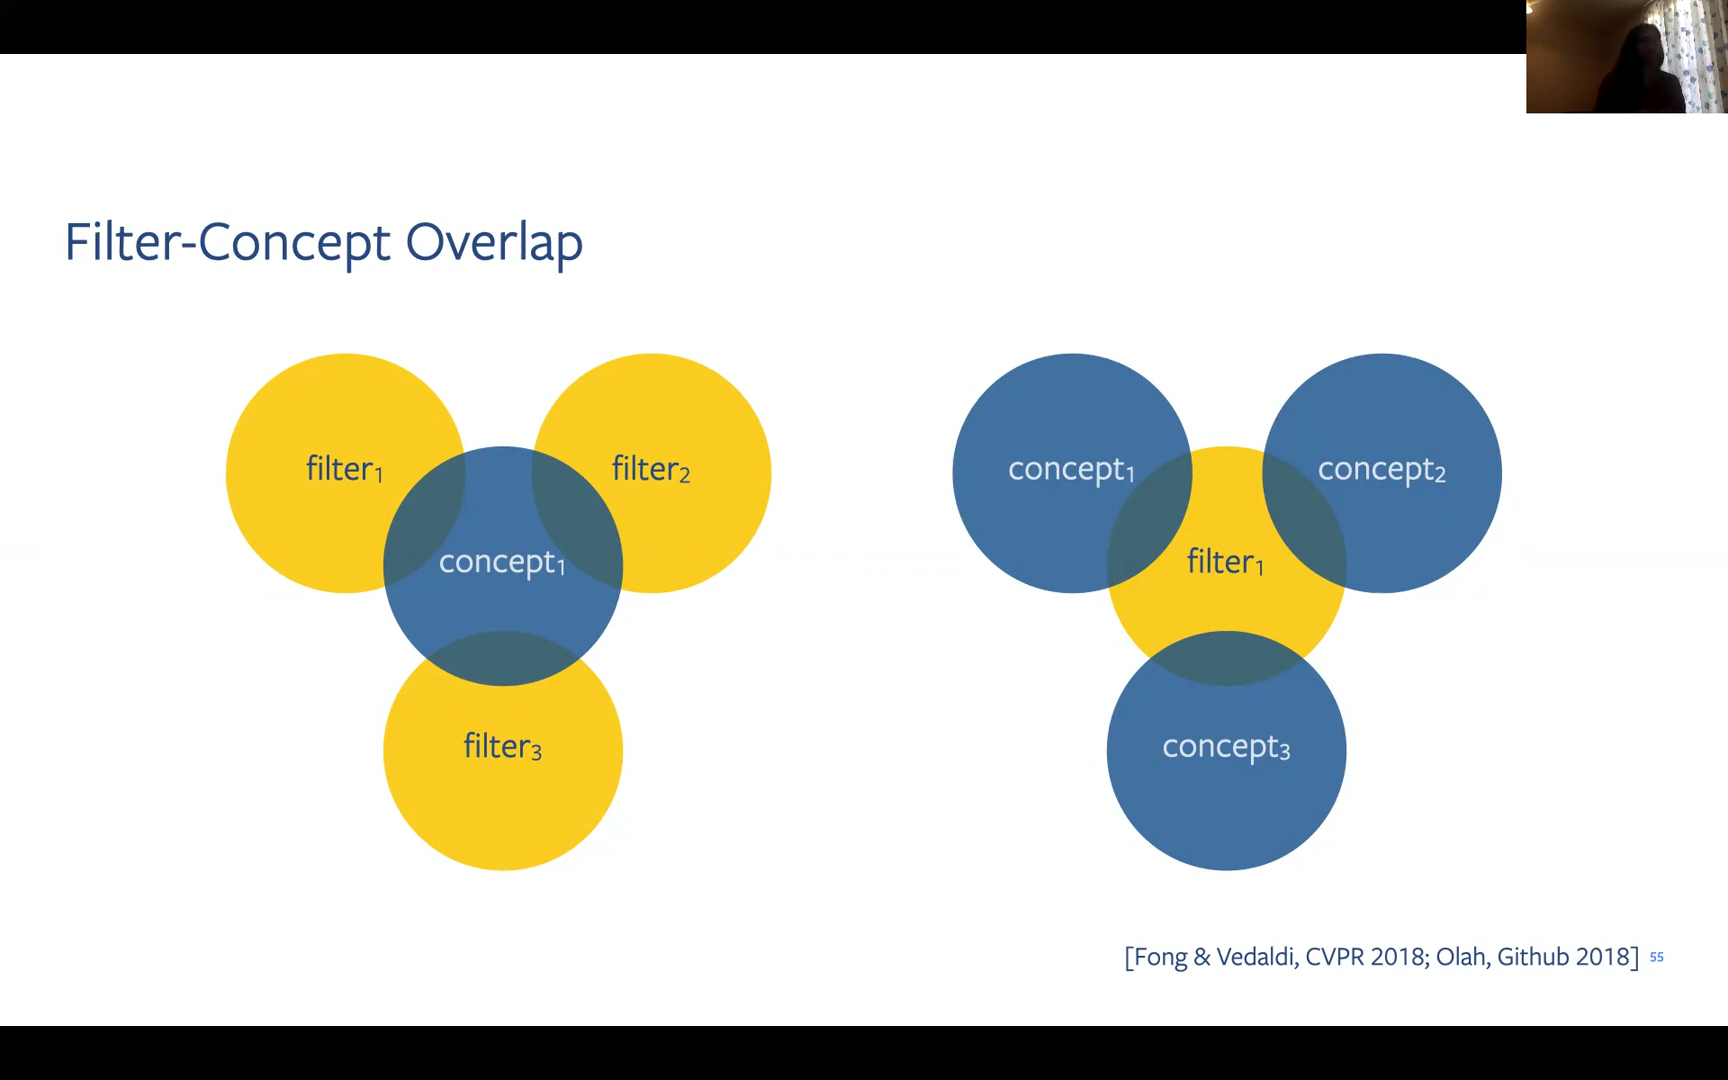 Filter-Concept Overlap
filter₁
filter₂
concept₁
filter₃
concept₁
concept₂
filter₁
concept₃
[Fong & Vedaldi, CVPR 2018; Olah, Github 2018] 55